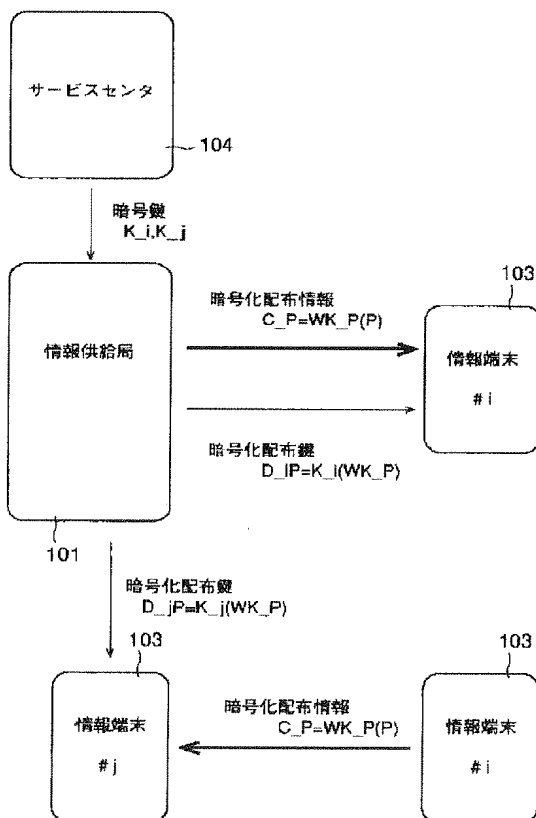 サービスセンタ
104
暗号鍵
K_i,K_j
情報供給局
101
暗号化配布情報
C_P=WK_P(P)
暗号化配布鍵
D_iP=K_i(WK_P)
103
情報端末
#i
暗号化配布鍵
D_jP=K_j(WK_P)
103
情報端末
#j
暗号化配布情報
C_P=WK_P(P)
103
情報端末
#i